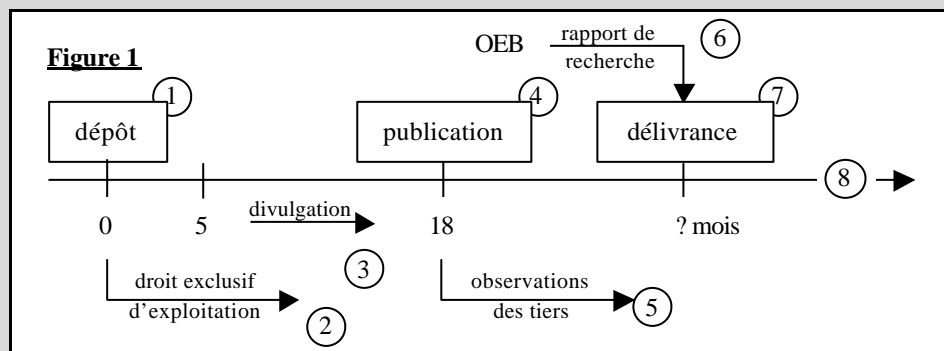 Figure 1
OEB
rapport de
recherche
6
1
dépôt
4
publication
7
délivrance
8
0
5
divulgation
18
? mois
3
droit exclusif
d'exploitation
2
observations
des tiers
5